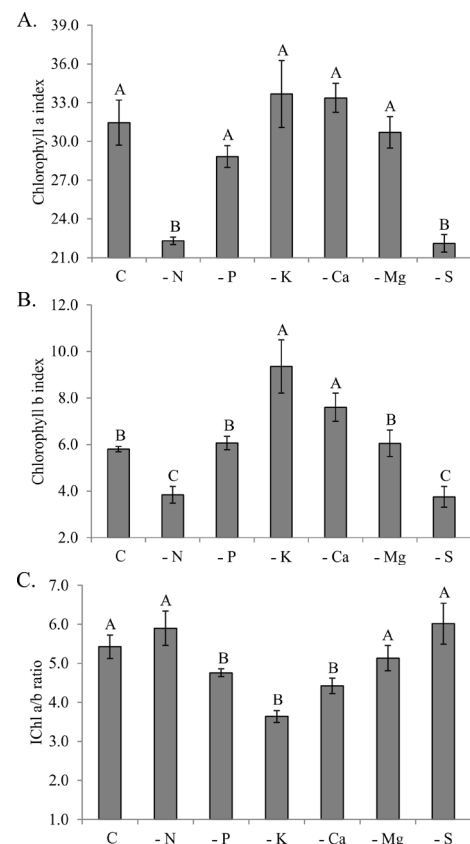 A.
39.0
36.0
33.0
30.0
27.0
24.0
21.0
Chlorophyll a index
A
B
A
A
A
A
B
C - N - P - K - Ca - Mg - S
B.
12.0
10.0
8.0
6.0
4.0
2.0
Chlorophyll b index
B
C
B
A
A
B
C
C - N - P - K - Ca - Mg - S
C.
7.0
6.0
5.0
4.0
3.0
2.0
1.0
IChl a/b ratio
A
A
B
B
B
A
A
C - N - P - K - Ca - Mg - S